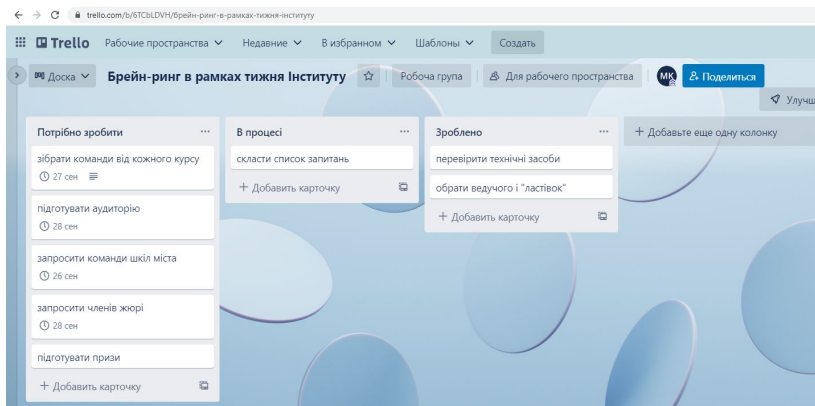 trello.com/b/6TCbLDVH/брейн-ринг-в-рамках-тижня-інституту
Trello Рабочие пространства Недавние В избранном Шаблоны Создать
Доска Брейн-ринг в рамках тижня Інституту Робоча група Для рабочего пространства МК Поделиться
Улучш
Потрібно зробити
зібрати команди від кожного курсу
27 сен
підготувати аудиторію
28 сен
запросити команди шкіл міста
26 сен
запросити членів жюрі
28 сен
підготувати призи
+ Добавить карточку
В процесі
скласти список запитань
+ Добавить карточку
Зроблено
перевірити технічні засоби
обрати ведучого і "ластівок"
+ Добавить карточку
+ Добавьте еще одну колонку